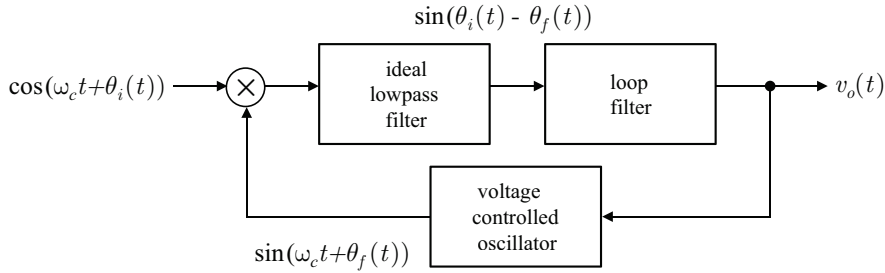 sin(θ_i(t) - θ_f(t))
cos(ω_c t+θ_i(t))
×
ideal
lowpass
filter
loop
filter
v_o(t)
voltage
controlled
oscillator
sin(ω_c t+θ_f(t))